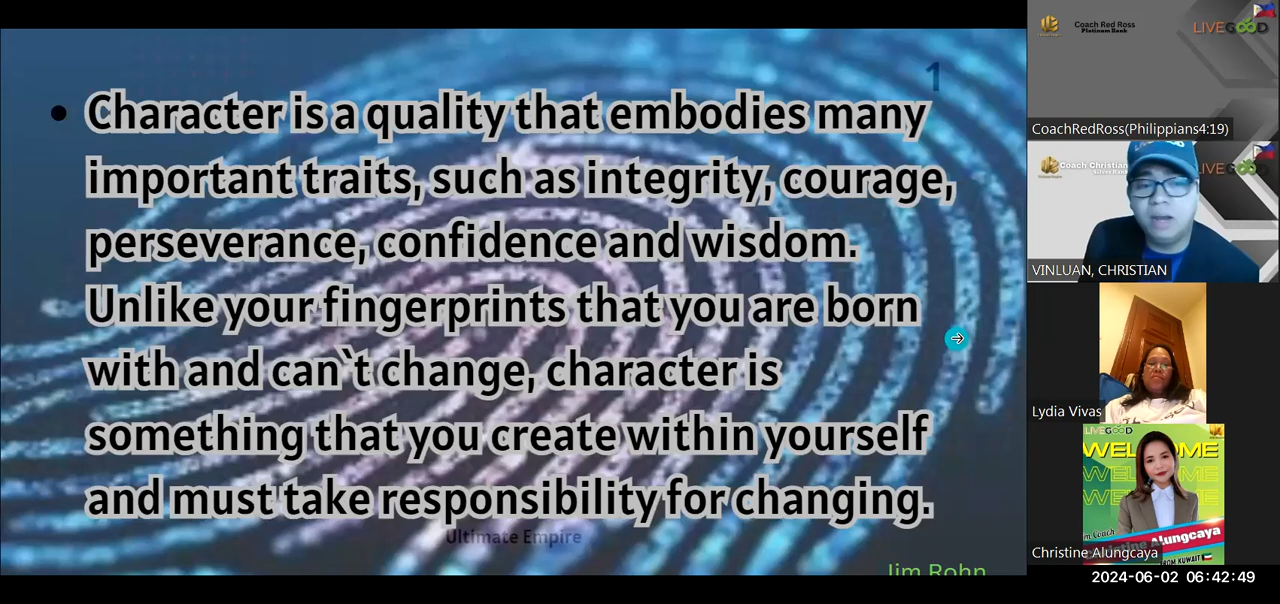 1
• Character is a quality that embodies many
important traits, such as integrity, courage,
perseverance, confidence and wisdom.
Unlike your fingerprints that you are born
with and can`t change, character is
something that you create within yourself
and must take responsibility for changing.
Ultimate Empire
Jim Rohn
Coach Red Ross
Platinum Rank
LIVEGOOD
CoachRedRoss(Philippians4:19)
Coach Christian
Silver Rank
LIVEGOOD
VINLUAN, CHRISTIAN
Lydia Vivas
LIVEGOOD
WELCOME
WELCOME
WELCOME
I'm Coach
Alungcaya
FROM KUWAIT
Christine Alungcaya
2024-06-02 06:42:49